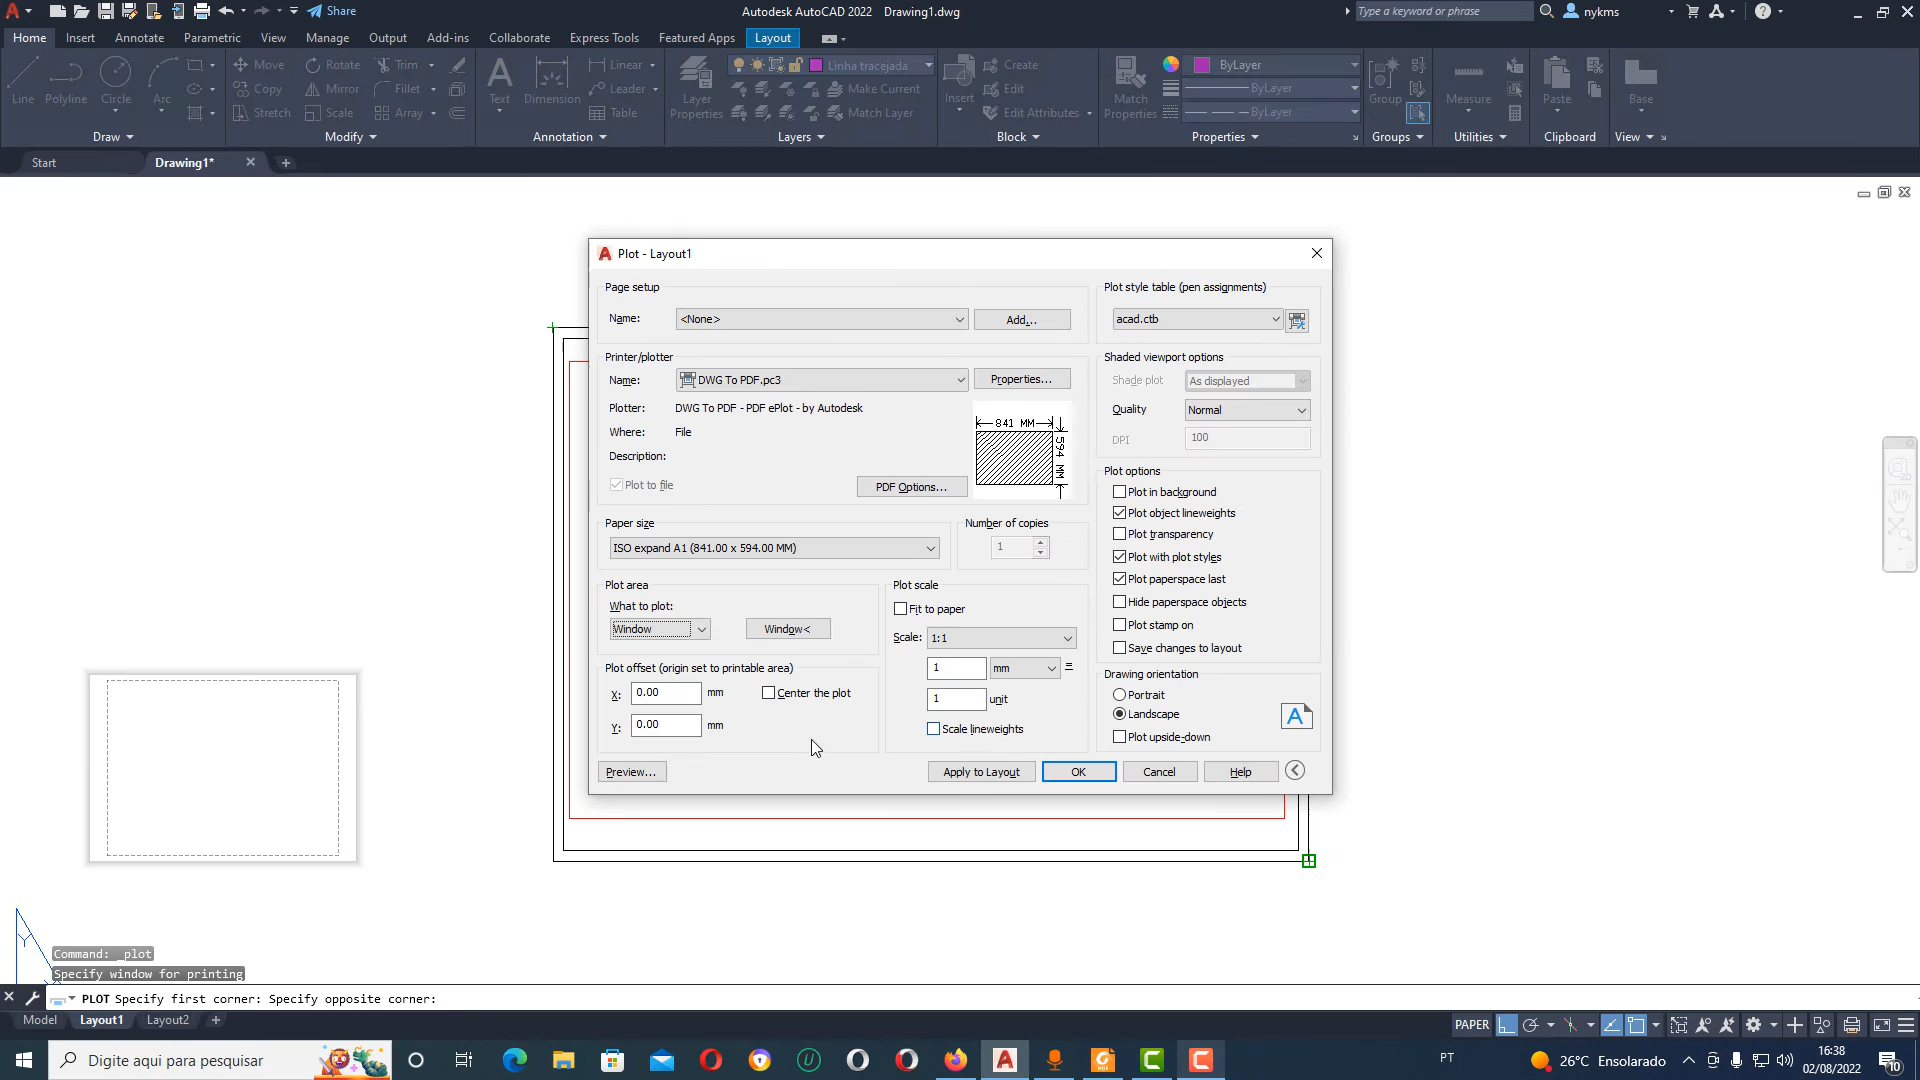 Share
Autodesk AutoCAD 2022 Drawing1.dwg
Type a keyword or phrase
nykms
Home Insert Annotate Parametric View Manage Output Add-ins Collaborate Express Tools Featured Apps Layout
Line Polyline Circle Arc
Move Rotate Trim
Copy Mirror Fillet
Stretch Scale Array
Text Dimension
Linear
Leader
Table
Layer Properties
Linha tracejada
Make Current
Match Layer
Insert
Create
Edit
Edit Attributes
Match Properties
ByLayer
ByLayer
ByLayer
Group
Measure
Paste
Base
Draw Modify Annotation Layers Block Properties Groups Utilities Clipboard View
Start Drawing1*
Plot - Layout1
Page setup
Name: <None> Add...
Printer/plotter
Name: DWG To PDF.pc3 Properties...
Plotter: DWG To PDF - PDF ePlot - by Autodesk
Where: File
Description:
Plot to file
PDF Options...
841 MM
594 MM
Paper size
ISO expand A1 (841.00 x 594.00 MM)
Number of copies
1
Plot area
What to plot:
Window Window<
Plot offset (origin set to printable area)
X: 0.00 mm Center the plot
Y: 0.00 mm
Plot scale
Fit to paper
Scale: 1:1
1 mm =
1 unit
Scale lineweights
Plot style table (pen assignments)
acad.ctb
Shaded viewport options
Shade plot As displayed
Quality Normal
DPI 100
Plot options
Plot in background
Plot object lineweights
Plot transparency
Plot with plot styles
Plot paperspace last
Hide paperspace objects
Plot stamp on
Save changes to layout
Drawing orientation
Portrait
Landscape
Plot upside-down
A
Preview... Apply to Layout OK Cancel Help
Y
Command: _plot
Specify window for printing
PLOT Specify first corner: Specify opposite corner:
Model Layout1 Layout2
PAPER
Digite aqui para pesquisar
PT
26°C Ensolarado
16:38
02/08/2022
10